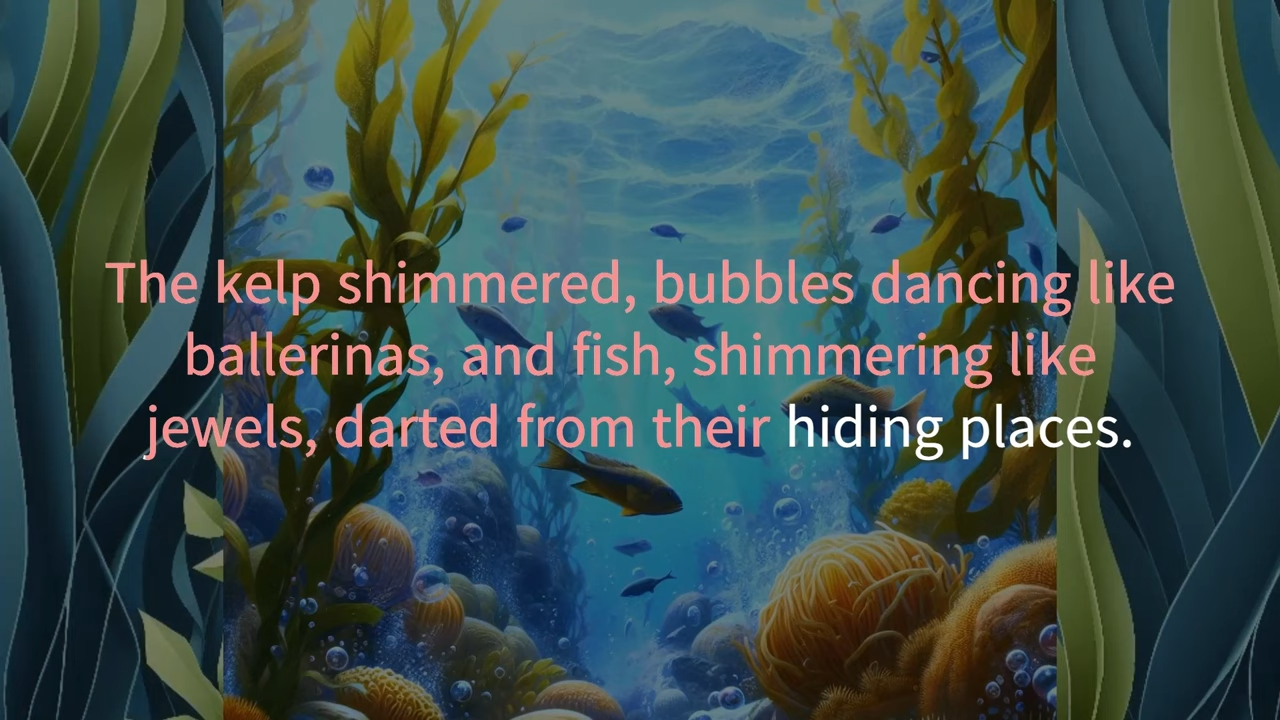 The kelp shimmered, bubbles dancing like
ballerinas, and fish, shimmering like
jewels, darted from their hiding places.